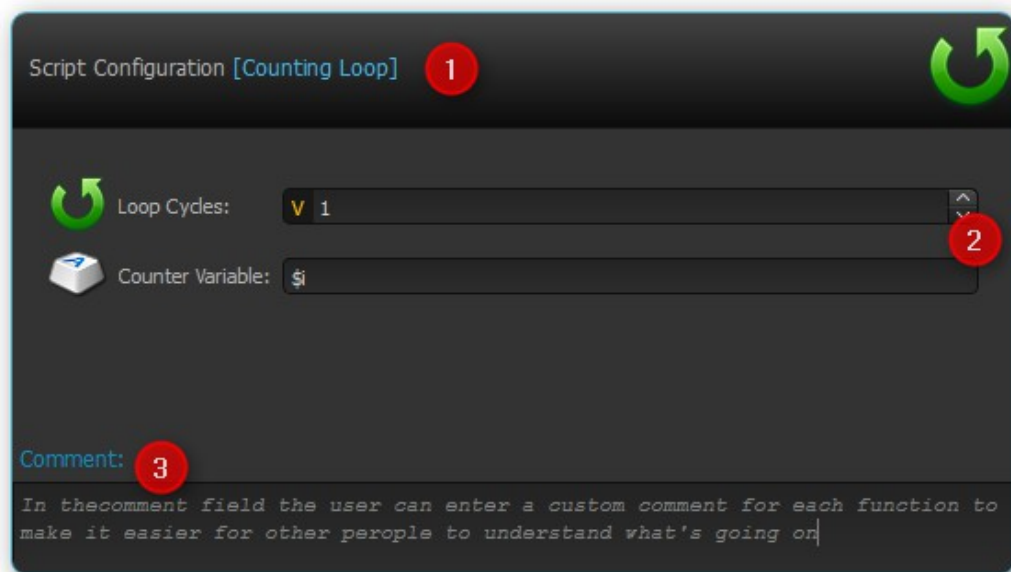 Script Configuration [Counting Loop] 1
Loop Cycles: V 1
2
Counter Variable: $i
Comment: 3
In thecomment field the user can enter a custom comment for each function to
make it easier for other perople to understand what's going on